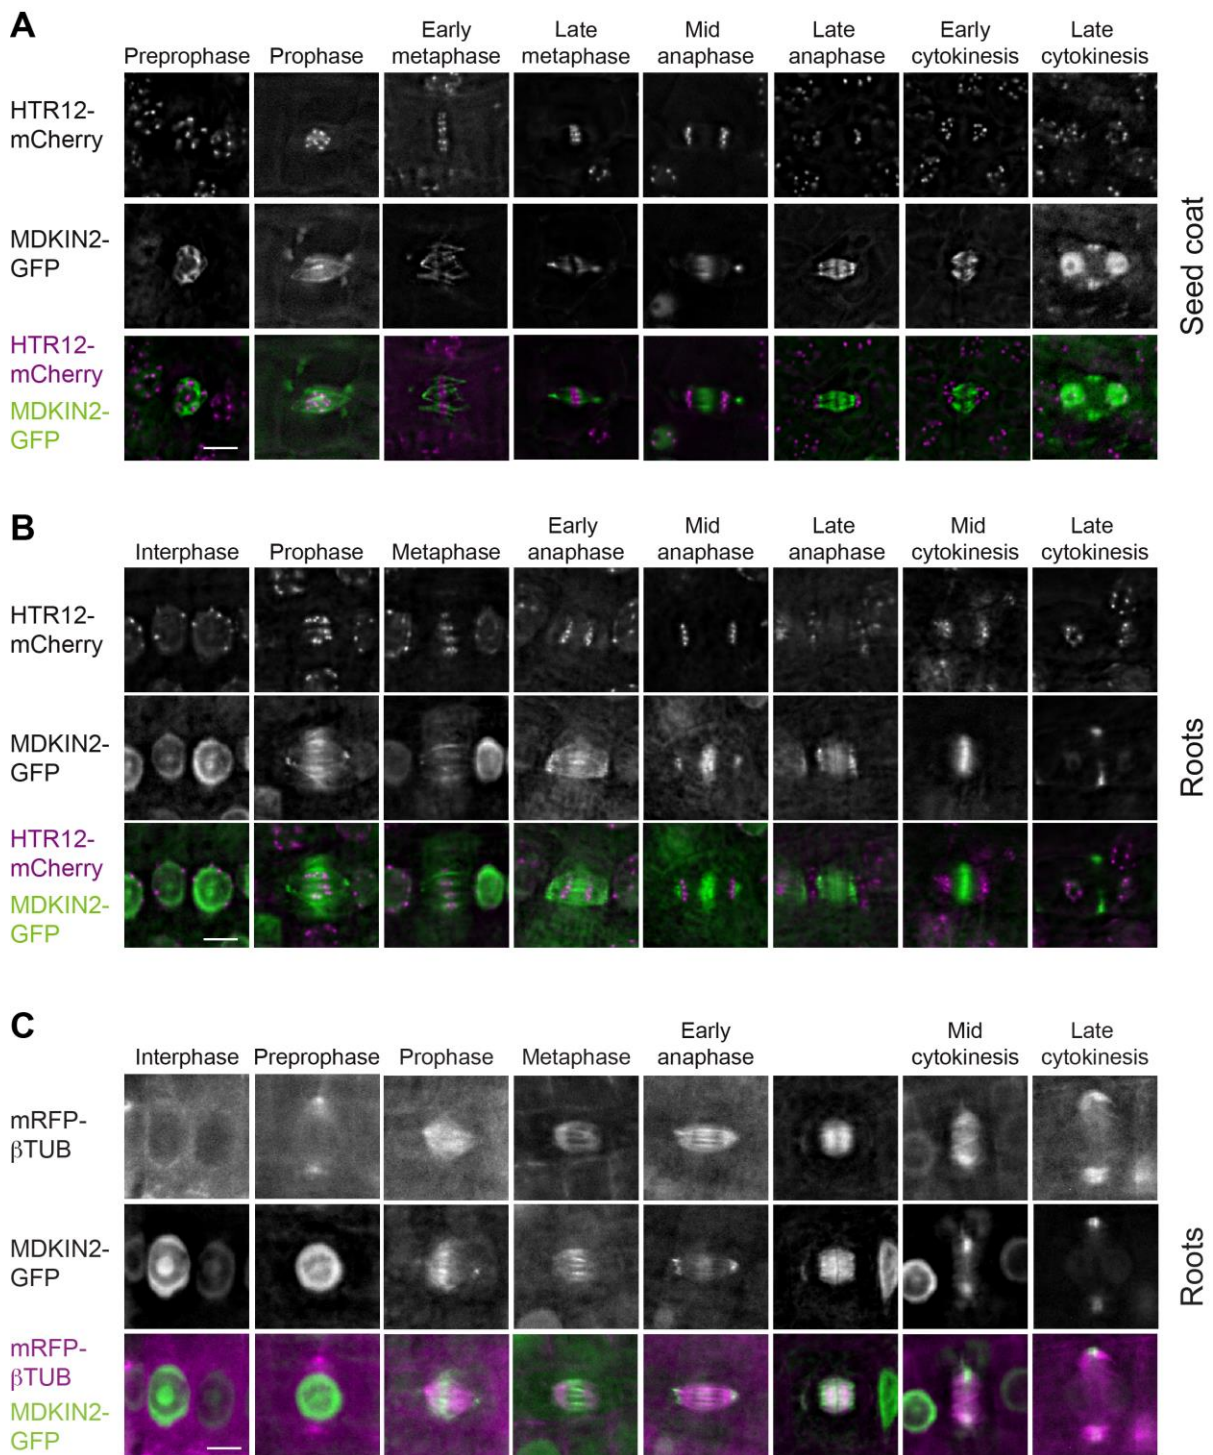 A
Early Late Mid Late Early Late
Preprophase Prophase metaphase metaphase anaphase anaphase cytokinesis cytokinesis
HTR12-
mCherry
MDKIN2-
GFP
HTR12-
mCherry
MDKIN2-
GFP
Seed coat
B
Early Mid Late Mid Late
Interphase Prophase Metaphase anaphase anaphase anaphase cytokinesis cytokinesis
HTR12-
mCherry
MDKIN2-
GFP
HTR12-
mCherry
MDKIN2-
GFP
Roots
C
Early Mid Late
Interphase Preprophase Prophase Metaphase anaphase cytokinesis cytokinesis
mRFP-
βTUB
MDKIN2-
GFP
mRFP-
βTUB
MDKIN2-
GFP
Roots